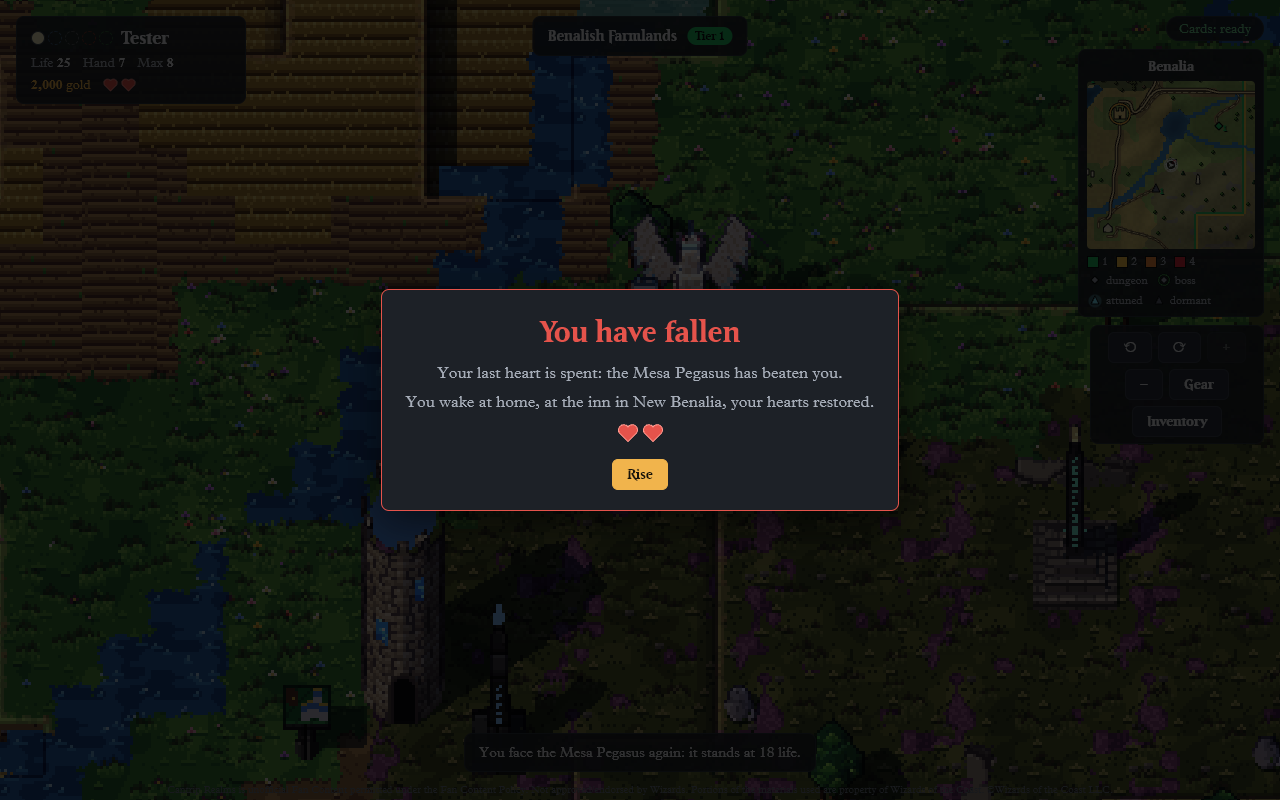 Tester
Life 25 Hand 7 Max 8
2,000 gold
Benalish Farmlands Tier 1
Cards: ready
Benalia
1 2 3 4
dungeon boss
attuned dormant
+
− Gear
Inventory
You have fallen
Your last heart is spent: the Mesa Pegasus has beaten you.
You wake at home, at the inn in New Benalia, your hearts restored.
Rise
You face the Mesa Pegasus again: it stands at 18 life.